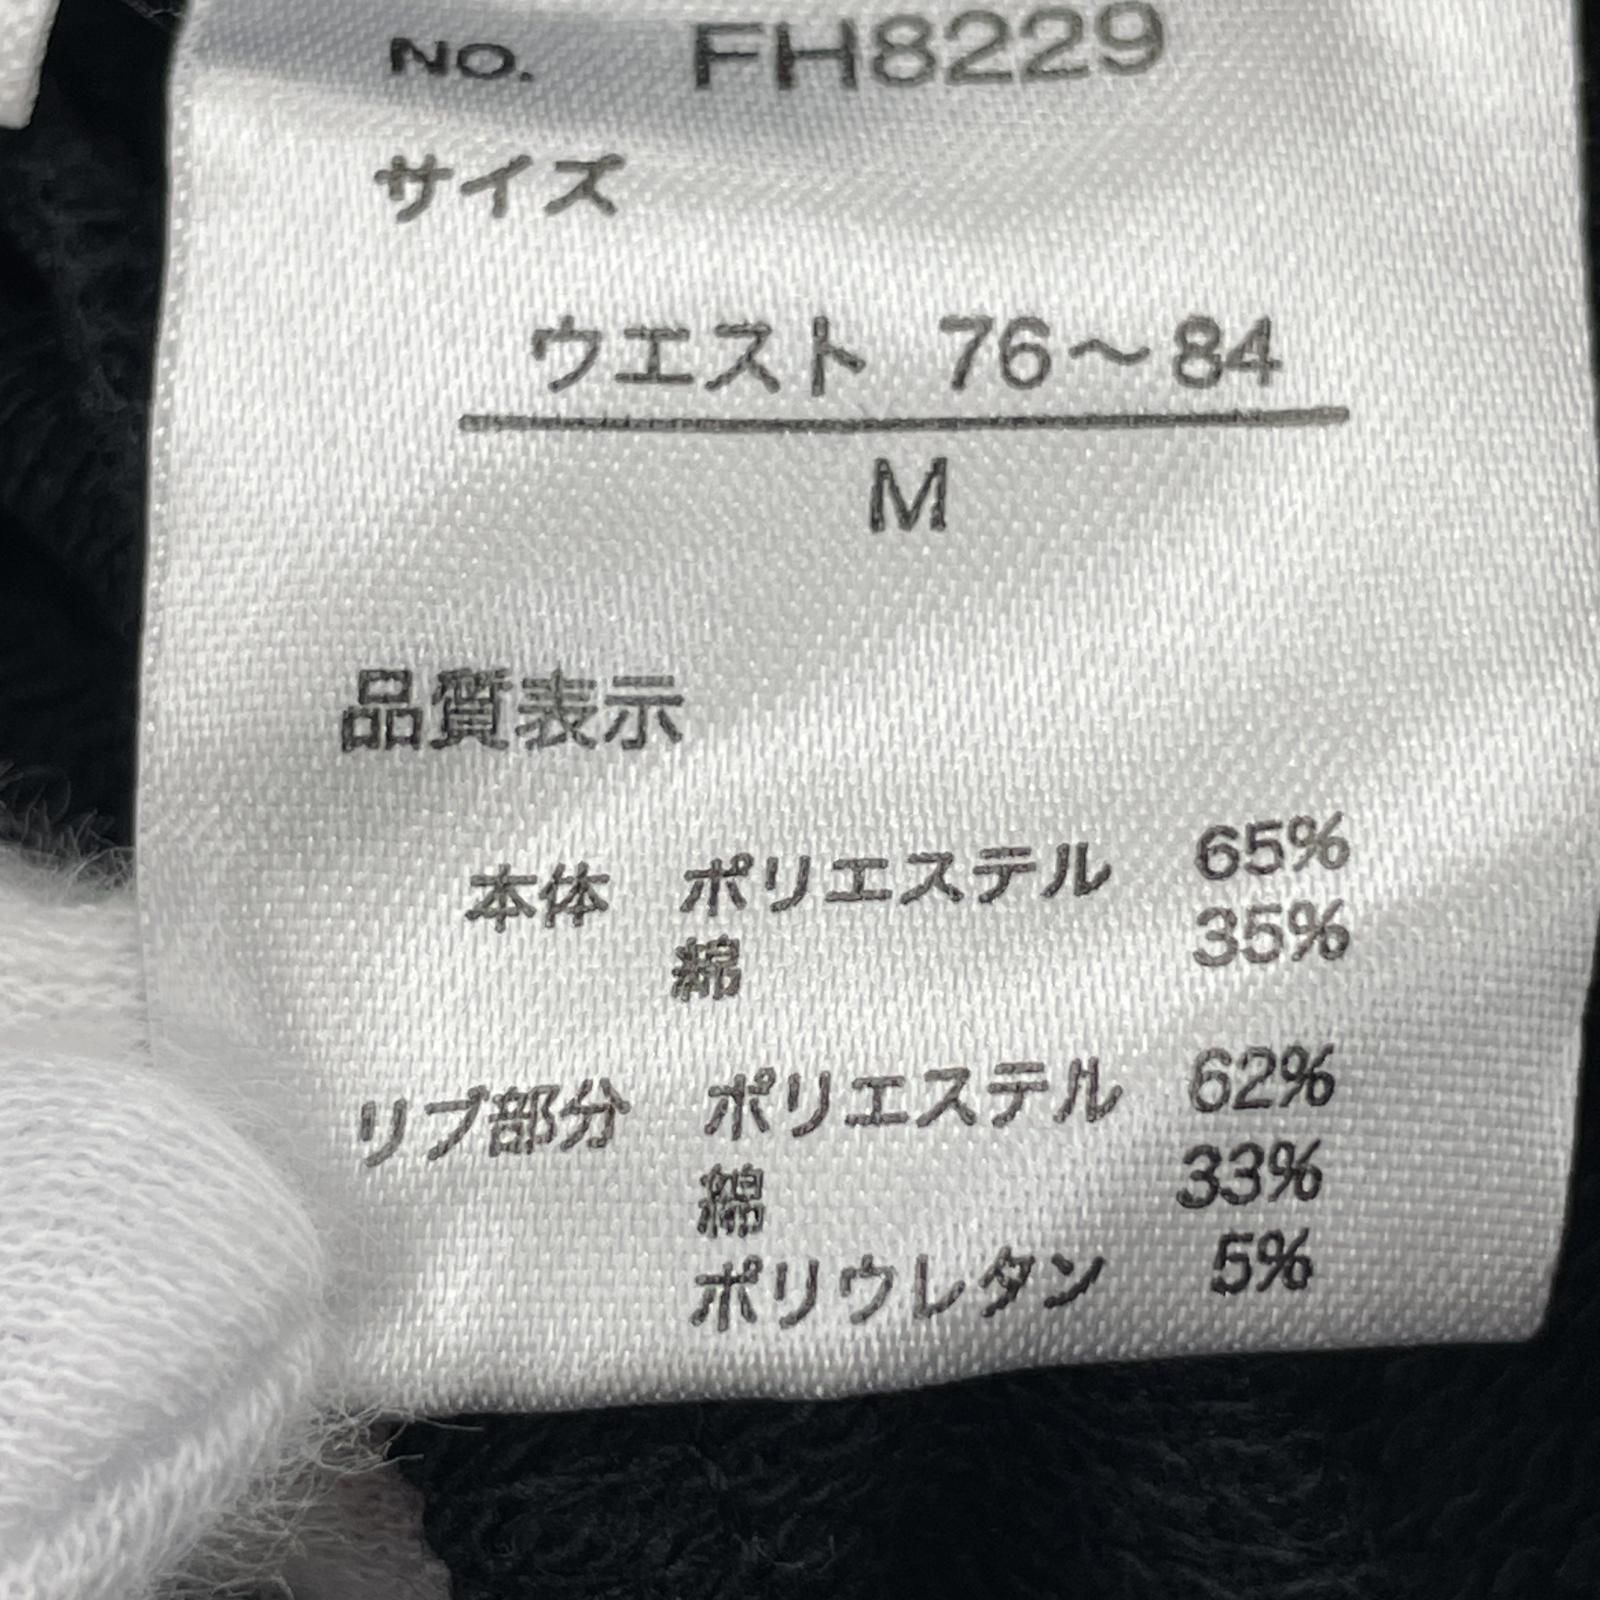 NO. FH8229
サイズ
ウエスト 76～84
M
品質表示
本体 ポリエステル 65%
綿 35%
リブ部分 ポリエステル 62%
綿 33%
ポリウレタン 5%